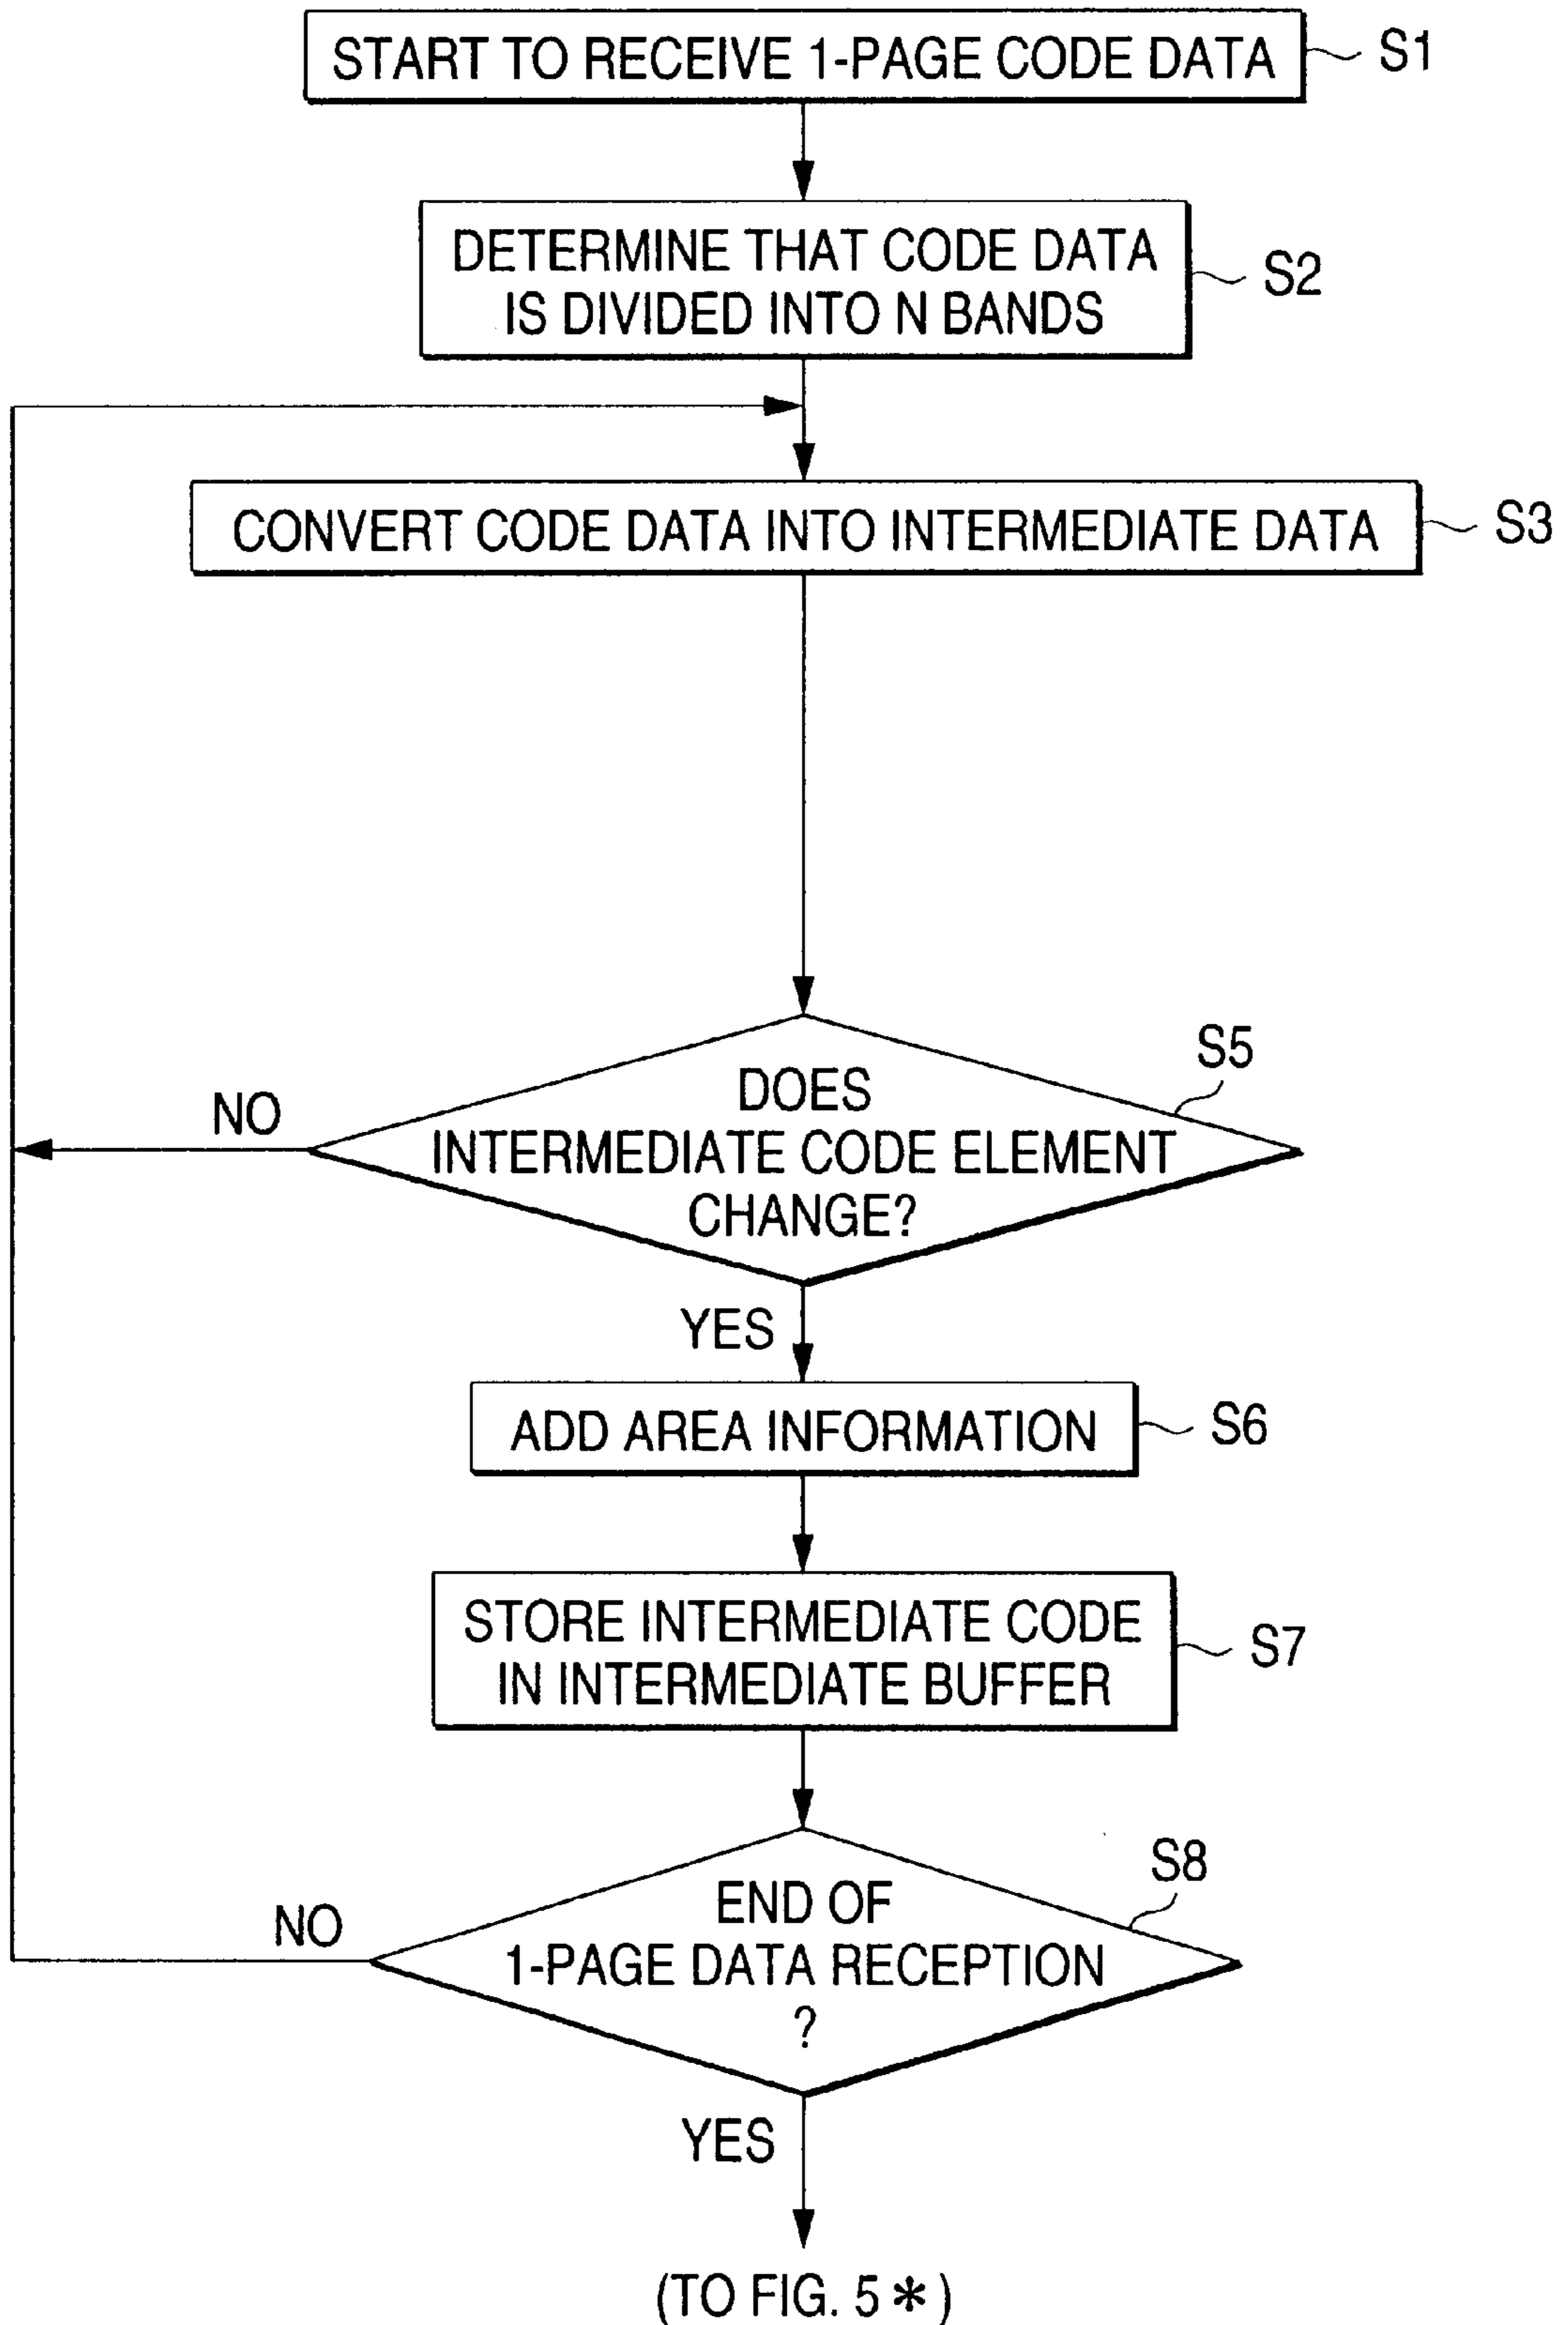 START TO RECEIVE 1-PAGE CODE DATA
S1
DETERMINE THAT CODE DATA
IS DIVIDED INTO N BANDS
S2
CONVERT CODE DATA INTO INTERMEDIATE DATA
S3
S5
DOES
INTERMEDIATE CODE ELEMENT
CHANGE?
NO
YES
ADD AREA INFORMATION
S6
STORE INTERMEDIATE CODE
IN INTERMEDIATE BUFFER
S7
S8
END OF
1-PAGE DATA RECEPTION
?
NO
YES
(TO FIG. 5 *)